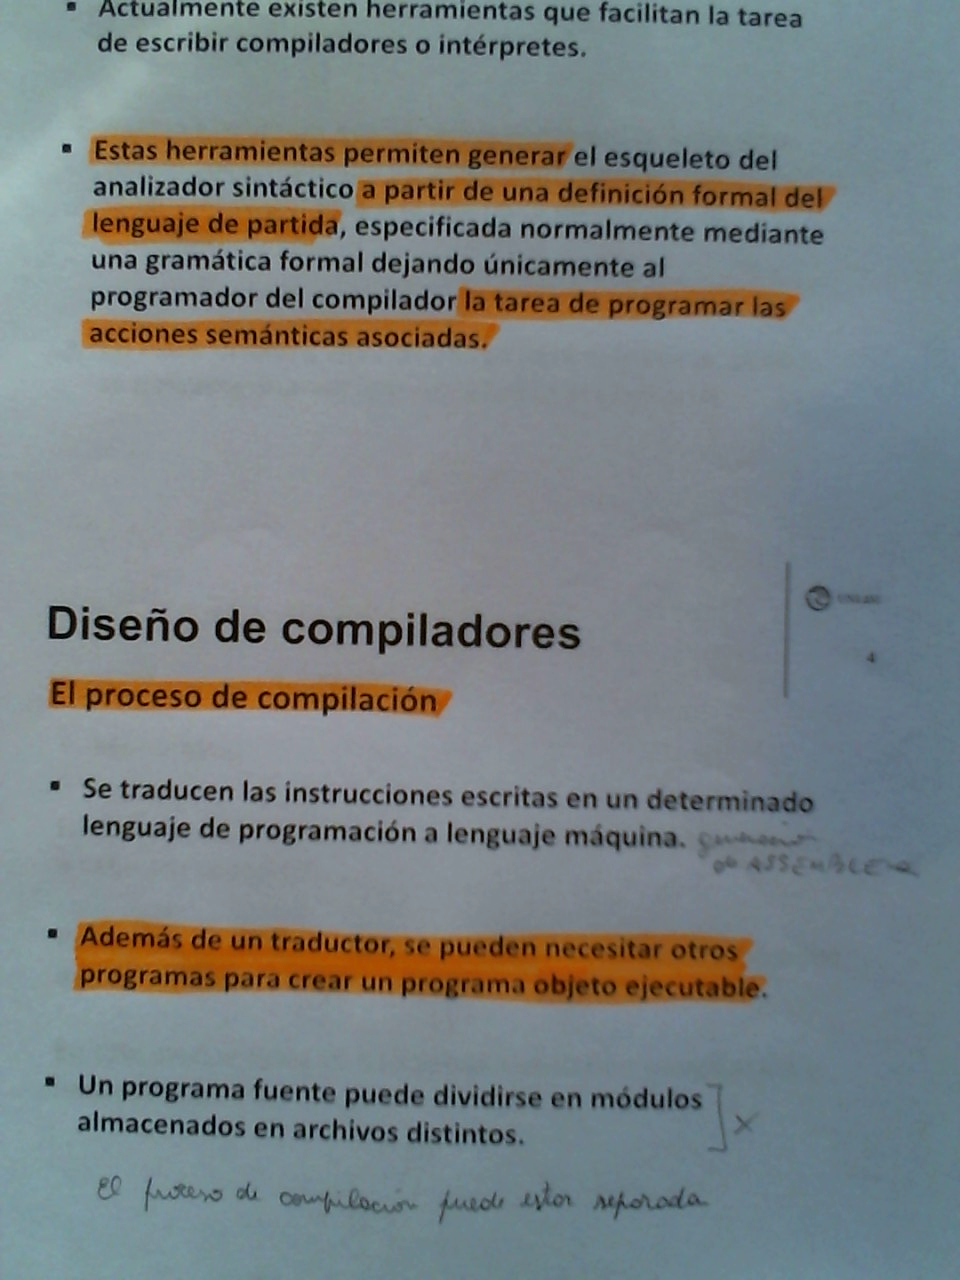 Actualmente existen herramientas que facilitan la tarea
de escribir compiladores o intérpretes.
Estas herramientas permiten generar el esqueleto del
analizador sintáctico a partir de una definición formal del
lenguaje de partida, especificada normalmente mediante
una gramática formal dejando únicamente al
programador del compilador la tarea de programar las
acciones semánticas asociadas.
4
Diseño de compiladores
El proceso de compilación
Se traducen las instrucciones escritas en un determinado
lenguaje de programación a lenguaje máquina.
ASSEMBLER
Además de un traductor, se pueden necesitar otros
programas para crear un programa objeto ejecutable.
Un programa fuente puede dividirse en módulos
almacenados en archivos distintos.
El proceso de compilación puede estar separada